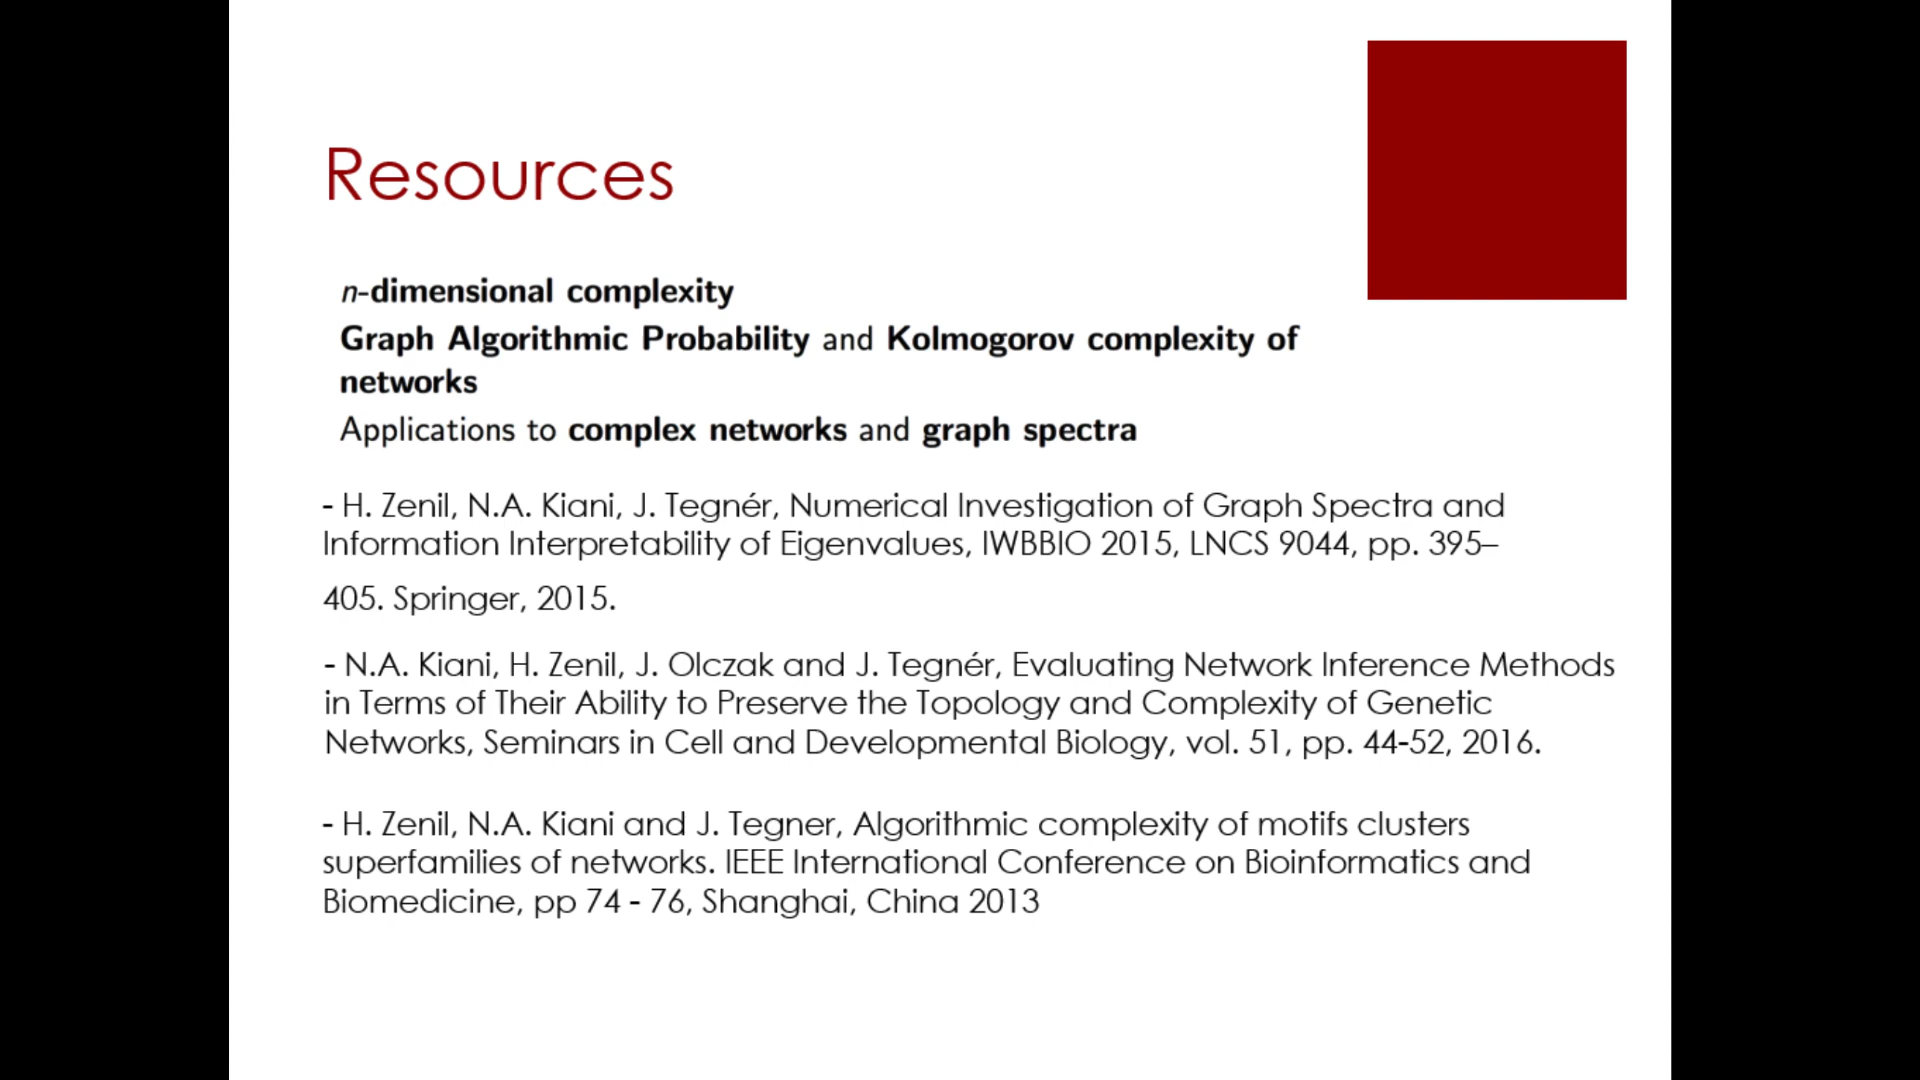 Resources
n-dimensional complexity
Graph Algorithmic Probability and Kolmogorov complexity of
networks
Applications to complex networks and graph spectra
- H. Zenil, N.A. Kiani, J. Tegnér, Numerical Investigation of Graph Spectra and
Information Interpretability of Eigenvalues, IWBBIO 2015, LNCS 9044, pp. 395–
405. Springer, 2015.
- N.A. Kiani, H. Zenil, J. Olczak and J. Tegnér, Evaluating Network Inference Methods
in Terms of Their Ability to Preserve the Topology and Complexity of Genetic
Networks, Seminars in Cell and Developmental Biology, vol. 51, pp. 44-52, 2016.
- H. Zenil, N.A. Kiani and J. Tegner, Algorithmic complexity of motifs clusters
superfamilies of networks. IEEE International Conference on Bioinformatics and
Biomedicine, pp 74 - 76, Shanghai, China 2013